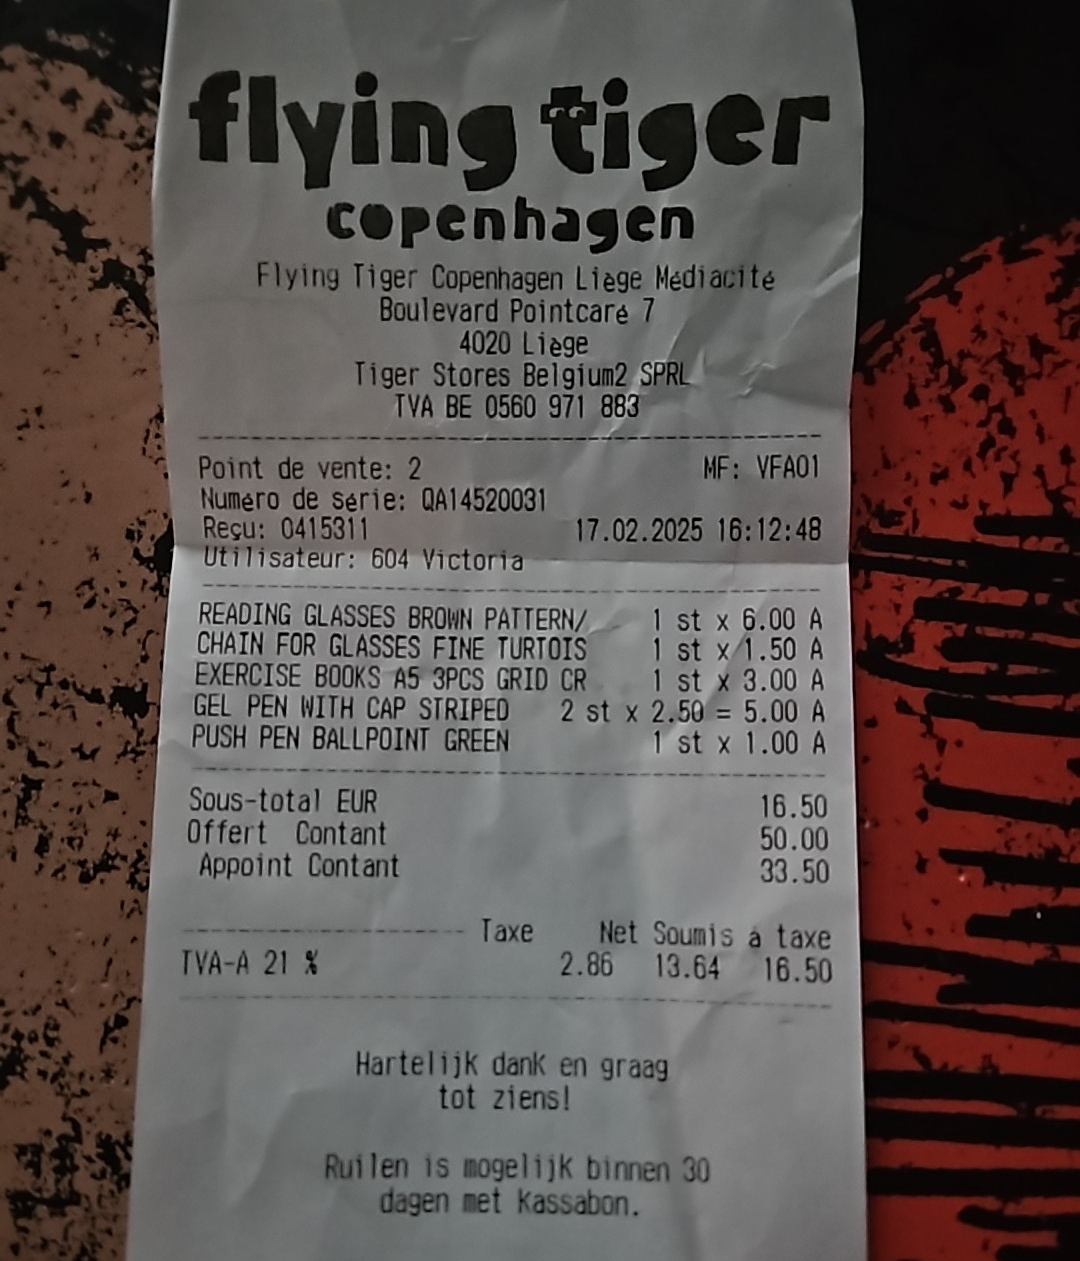 flying tiger
copenhagen
Flying Tiger Copenhagen Liège Médiacité
Boulevard Pointcaré 7
4020 Liège
Tiger Stores Belgium2 SPRL
TVA BE 0560 971 883
Point de vente: 2 MF: VFA01
Numéro de série: QA14520031
Reçu: 0415311 17.02.2025 16:12:48
Utilisateur: 604 Victoria
READING GLASSES BROWN PATTERN/ 1 st x 6.00 A
CHAIN FOR GLASSES FINE TURTOIS 1 st x 1.50 A
EXERCISE BOOKS A5 3PCS GRID CR 1 st x 3.00 A
GEL PEN WITH CAP STRIPED 2 st x 2.50 = 5.00 A
PUSH PEN BALLPOINT GREEN 1 st x 1.00 A
Sous-total EUR 16.50
Offert Contant 50.00
Appoint Contant 33.50
Taxe Net Soumis à taxe
TVA-A 21 % 2.86 13.64 16.50
Hartelijk dank en graag
tot ziens!
Ruilen is mogelijk binnen 30
dagen met kassabon.